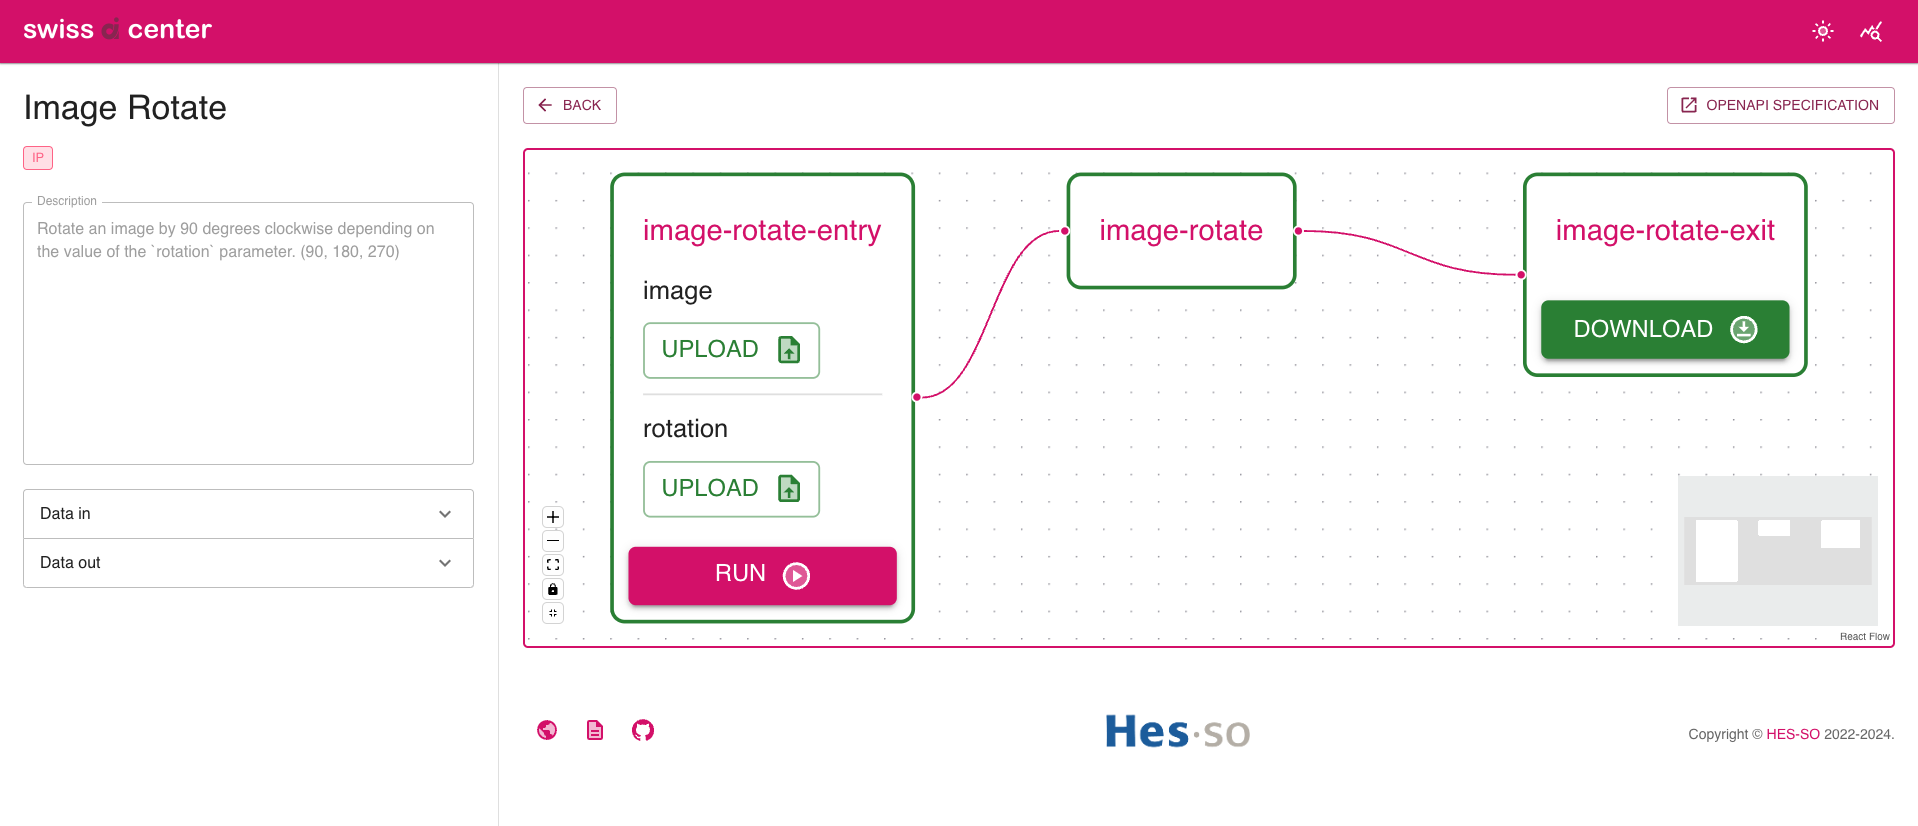 swiss ai center
Image Rotate
IP
Description
Rotate an image by 90 degrees clockwise depending on
the value of the `rotation` parameter. (90, 180, 270)
Data in
Data out
BACK
OPENAPI SPECIFICATION
image-rotate-entry
image
UPLOAD
rotation
UPLOAD
RUN
image-rotate
image-rotate-exit
DOWNLOAD
React Flow
Hes·so
Copyright © HES-SO 2022-2024.